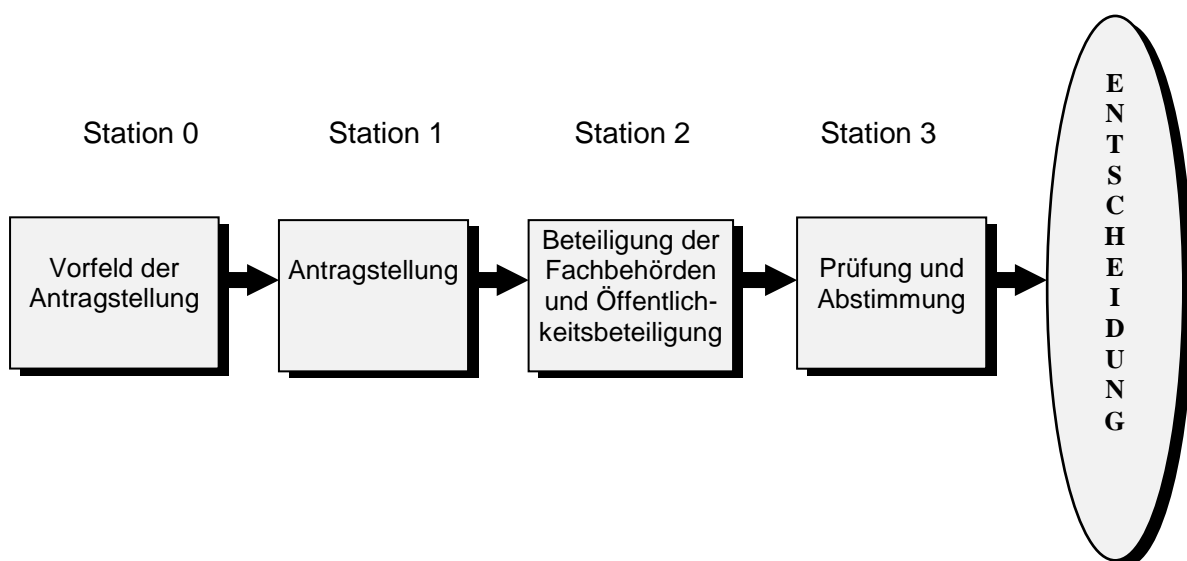 Station 0
Station 1
Station 2
Station 3
Vorfeld der
Antragstellung
Antragstellung
Beteiligung der
Fachbehörden
und Öffentlich-
keitsbeteiligung
Prüfung und
Abstimmung
E
N
T
S
C
H
E
I
D
U
N
G